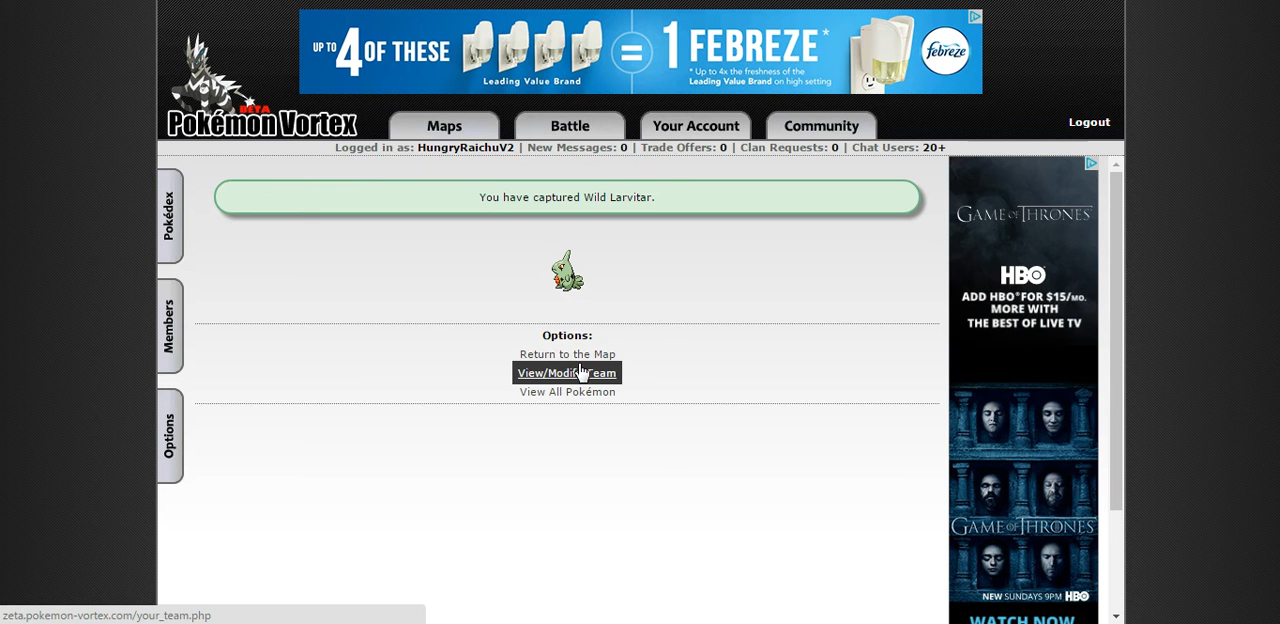 UP TO 4 OF THESE = 1 FEBREZE*
Leading Value Brand
* Up to 4x the freshness of the
Leading Value Brand on high setting
febreze
BETA
Pokémon Vortex
Maps
Battle
Your Account
Community
Logout
Logged in as: HungryRaichuV2 | New Messages: 0 | Trade Offers: 0 | Clan Requests: 0 | Chat Users: 20+
Pokédex
Members
Options
You have captured Wild Larvitar.
Options:
Return to the Map
View/Modify Team
View All Pokémon
GAME OF THRONES
HBO
ADD HBO® FOR $15/MO.
MORE WITH
THE BEST OF LIVE TV
GAME OF THRONES
NEW SUNDAYS 9PM HBO
WATCH NOW
zeta.pokemon-vortex.com/your_team.php